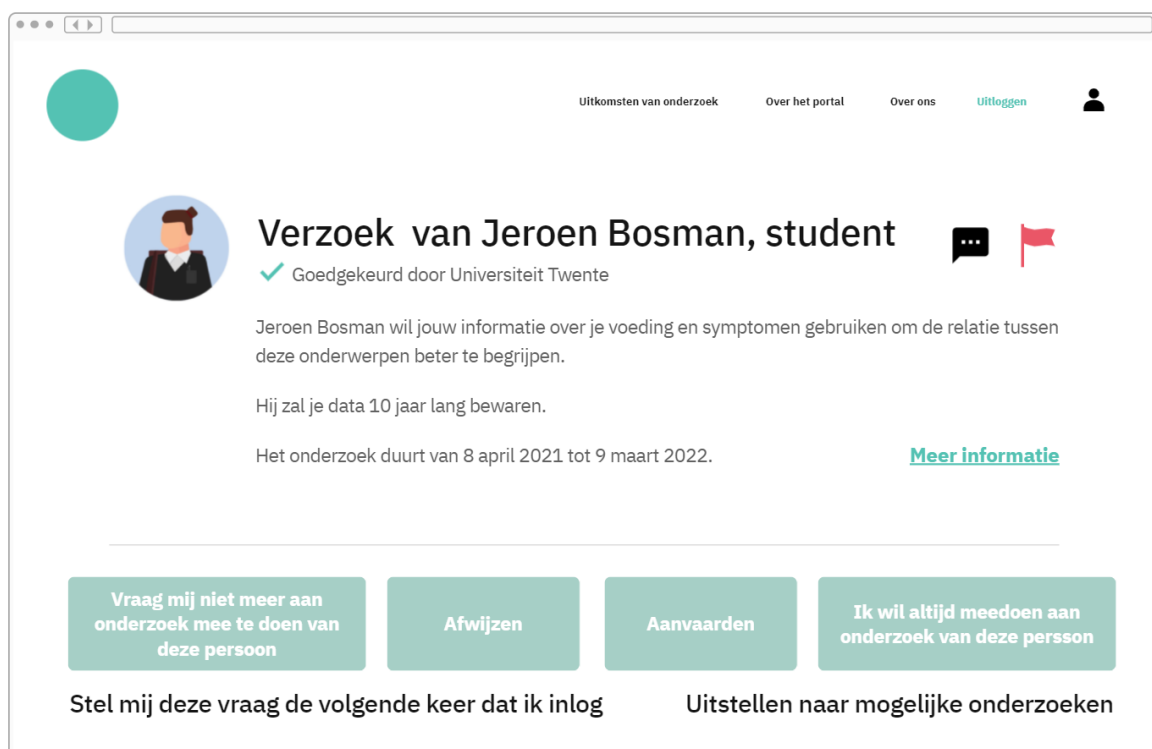 Uitkomsten van onderzoek Over het portal Over ons Uitloggen
Verzoek van Jeroen Bosman, student
Goedgekeurd door Universiteit Twente
Jeroen Bosman wil jouw informatie over je voeding en symptomen gebruiken om de relatie tussen
deze onderwerpen beter te begrijpen.
Hij zal je data 10 jaar lang bewaren.
Het onderzoek duurt van 8 april 2021 tot 9 maart 2022.
Meer informatie
Vraag mij niet meer aan
onderzoek mee te doen van
deze persoon
Afwijzen
Aanvaarden
Ik wil altijd meedoen aan
onderzoek van deze persson
Stel mij deze vraag de volgende keer dat ik inlog
Uitstellen naar mogelijke onderzoeken